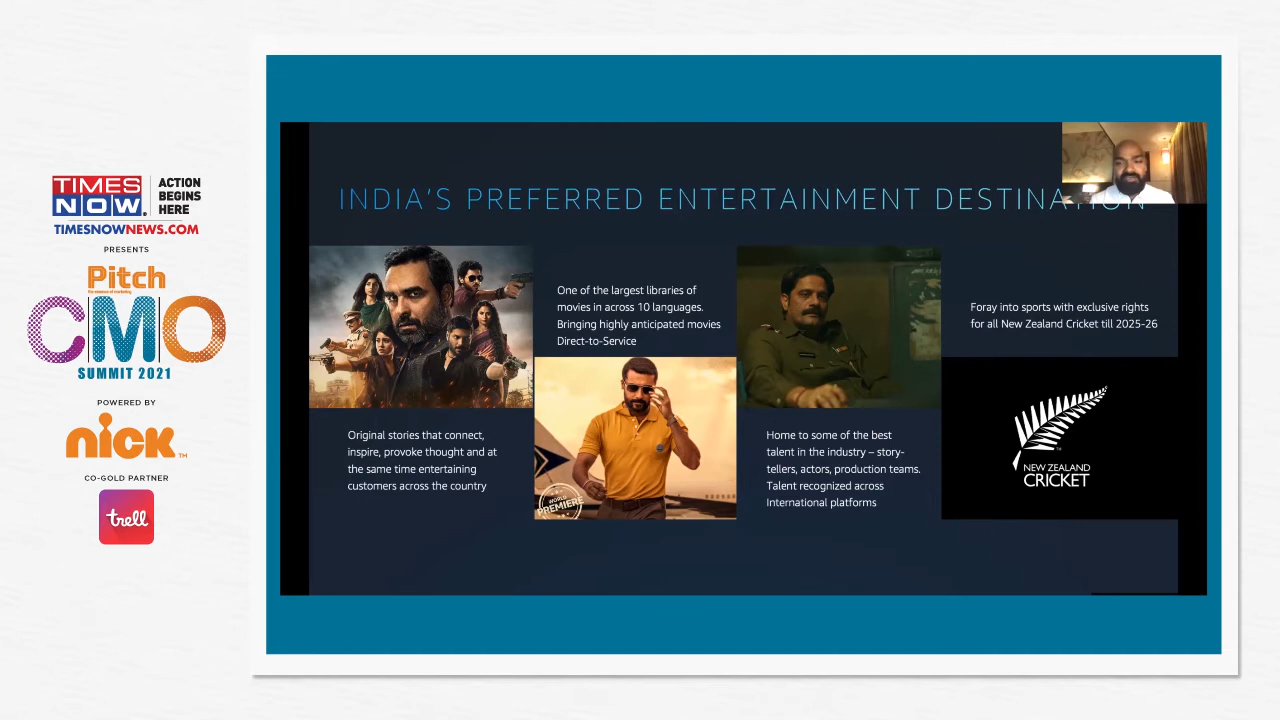 TIMES
NOW.
ACTION
BEGINS
HERE
TIMESNOWNEWS.COM
PRESENTS
Pitch
CMO
SUMMIT 2021
POWERED BY
nick
TM
CO-GOLD PARTNER
trell
INDIA'S PREFERRED ENTERTAINMENT DESTINATION
One of the largest libraries of
movies in across 10 languages.
Bringing highly anticipated movies
Direct-to-Service
Foray into sports with exclusive rights
for all New Zealand Cricket till 2025-26
Original stories that connect,
inspire, provoke thought and at
the same time entertaining
customers across the country
WORLD
PREMIERE
Home to some of the best
talent in the industry – story-
tellers, actors, production teams.
Talent recognized across
International platforms
NEW ZEALAND
CRICKET